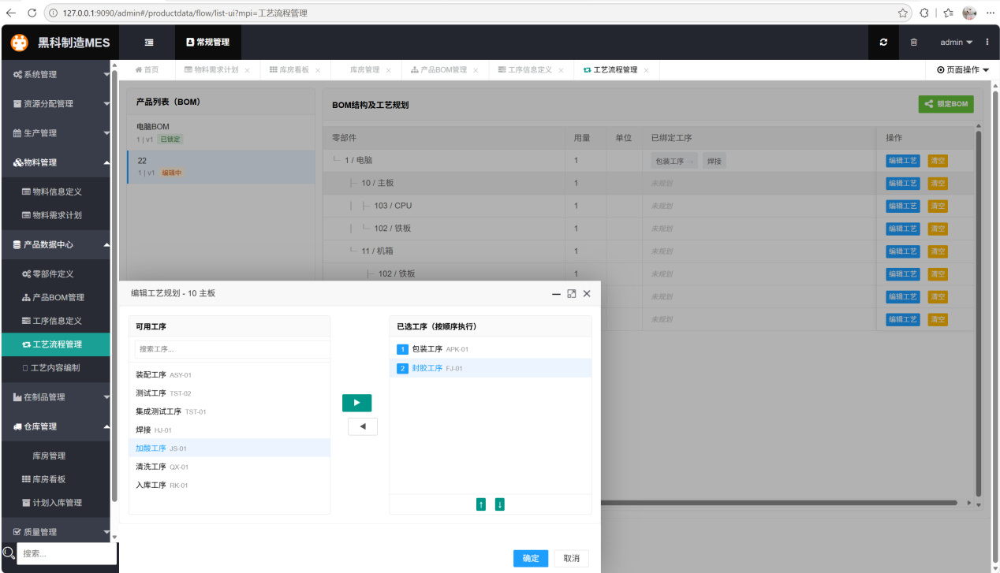 127.0.0.1:9090/admin#/productdata/flow/list-ui?mpi=工艺流程管理
黑科制造MES
常规管理
admin
首页
物料需求计划
库房看板
库房管理
产品BOM管理
工序信息定义
工艺流程管理
页面操作
系统管理
资源分配管理
生产管理
物料管理
物料信息定义
物料需求计划
产品数据中心
零部件定义
产品BOM管理
工序信息定义
工艺流程管理
工艺内容编制
在制品管理
仓库管理
库房管理
库房看板
计划入库管理
质量管理
搜索...
产品列表（BOM）
电脑BOM
1 | v1 已锁定
22
1 | v1 编辑中
BOM结构及工艺规划
锁定BOM
零部件 用量 单位 已绑定工序 操作
1 / 电脑 1 包装工序 → 焊接 编辑工艺 清空
10 / 主板 1 未规划 编辑工艺 清空
103 / CPU 1 未规划 编辑工艺 清空
102 / 铁板 1 未规划 编辑工艺 清空
11 / 机箱 1 未规划 编辑工艺 清空
102 / 铁板 1 未规划 编辑工艺 清空
未规划 编辑工艺 清空
未规划 编辑工艺 清空
编辑工艺规划 - 10 主板
可用工序
搜索工序...
装配工序 ASY-01
测试工序 TST-02
集成测试工序 TST-01
焊接 HJ-01
加酸工序 JS-01
清洗工序 QX-01
入库工序 RK-01
已选工序（按顺序执行）
1 包装工序 APK-01
2 封胶工序 FJ-01
↑ ↓
确定 取消